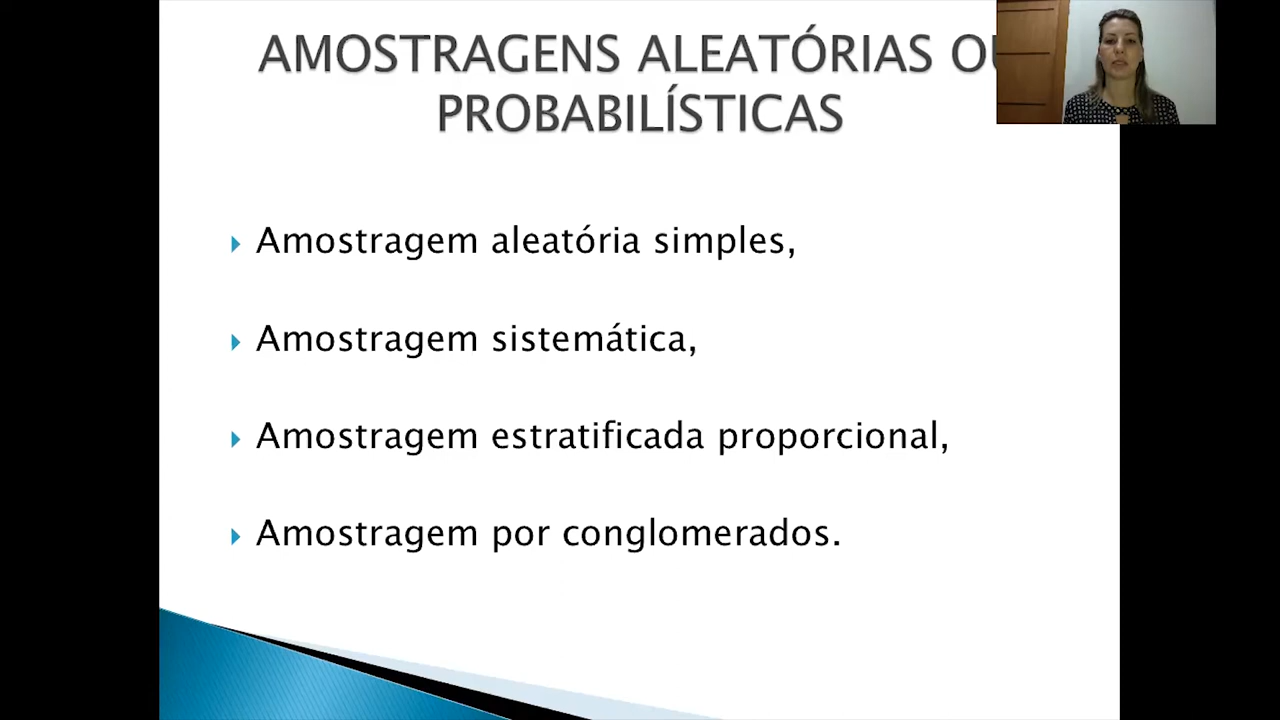 AMOSTRAGENS ALEATÓRIAS OU
PROBABILÍSTICAS
Amostragem aleatória simples,
Amostragem sistemática,
Amostragem estratificada proporcional,
Amostragem por conglomerados.